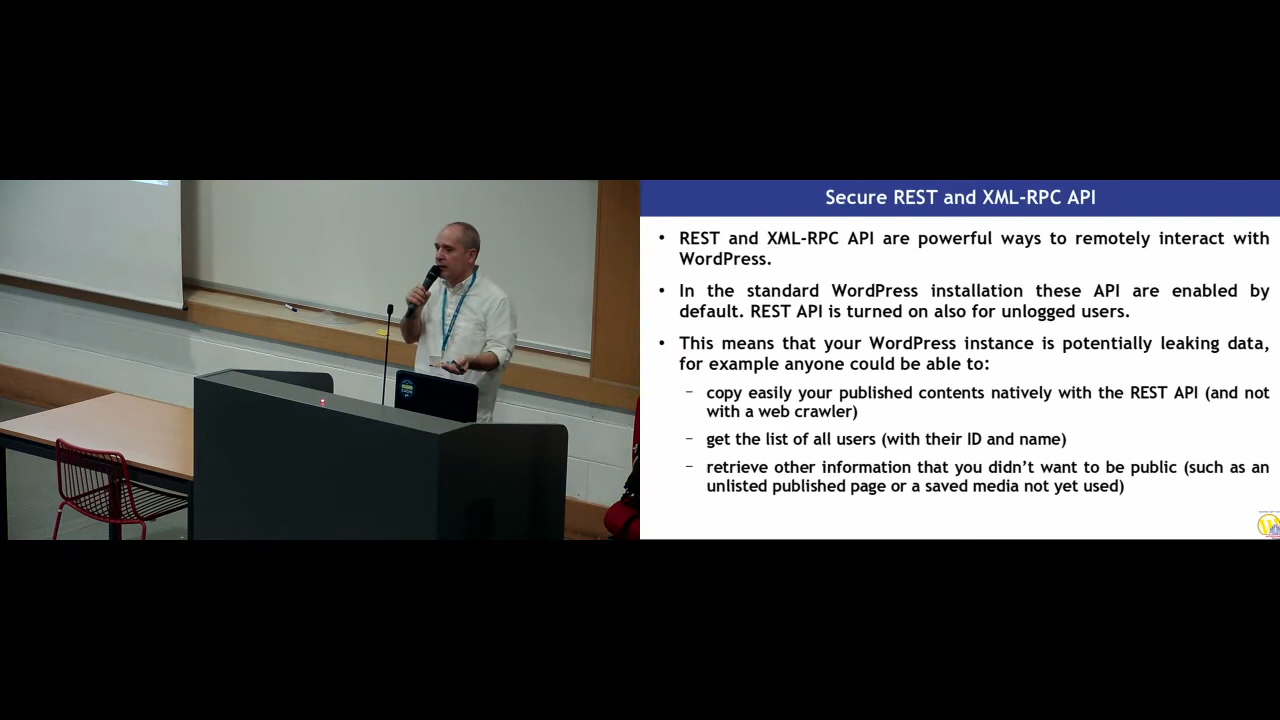 Secure REST and XML-RPC API
• REST and XML-RPC API are powerful ways to remotely interact with
WordPress.
• In the standard WordPress installation these API are enabled by
default. REST API is turned on also for unlogged users.
• This means that your WordPress instance is potentially leaking data,
for example anyone could be able to:
– copy easily your published contents natively with the REST API (and not
with a web crawler)
– get the list of all users (with their ID and name)
– retrieve other information that you didn’t want to be public (such as an
unlisted published page or a saved media not yet used)